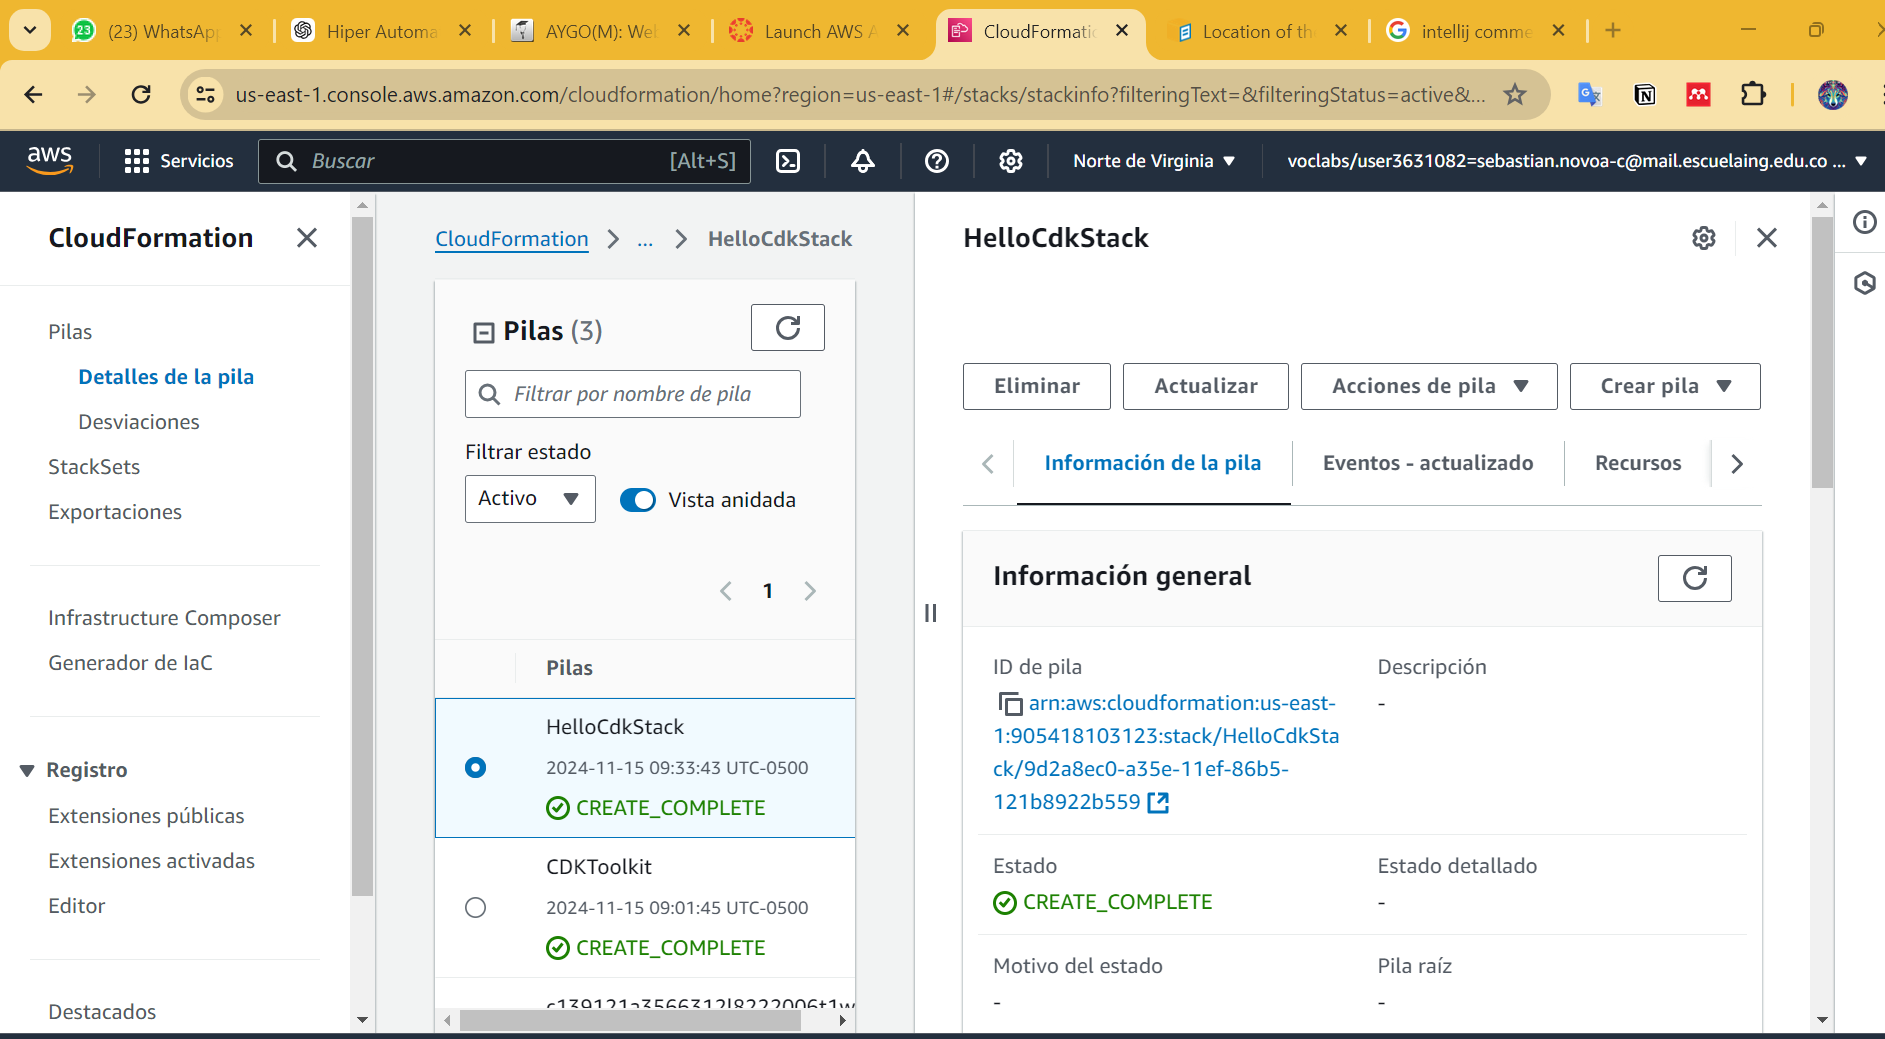 (23) WhatsApp
Hiper Automa
AYGO(M): We
Launch AWS A
CloudFormati
Location of th
intellij comme
us-east-1.console.aws.amazon.com/cloudformation/home?region=us-east-1#/stacks/stackinfo?filteringText=&filteringStatus=active&...
aws
Servicios
Buscar
[Alt+S]
Norte de Virginia
voclabs/user3631082=sebastian.novoa-c@mail.escuelaing.edu.co ...
CloudFormation
Pilas
Detalles de la pila
Desviaciones
StackSets
Exportaciones
Infrastructure Composer
Generador de IaC
Registro
Extensiones públicas
Extensiones activadas
Editor
Destacados
CloudFormation > ... > HelloCdkStack
Pilas (3)
Filtrar por nombre de pila
Filtrar estado
Activo
Vista anidada
1
Pilas
HelloCdkStack
2024-11-15 09:33:43 UTC-0500
CREATE_COMPLETE
CDKToolkit
2024-11-15 09:01:45 UTC-0500
CREATE_COMPLETE
HelloCdkStack
Eliminar
Actualizar
Acciones de pila
Crear pila
Información de la pila
Eventos - actualizado
Recursos
Información general
ID de pila
arn:aws:cloudformation:us-east-
1:905418103123:stack/HelloCdkSta
ck/9d2a8ec0-a35e-11ef-86b5-
121b8922b559
Descripción
-
Estado
CREATE_COMPLETE
Estado detallado
-
Motivo del estado
-
Pila raíz
-